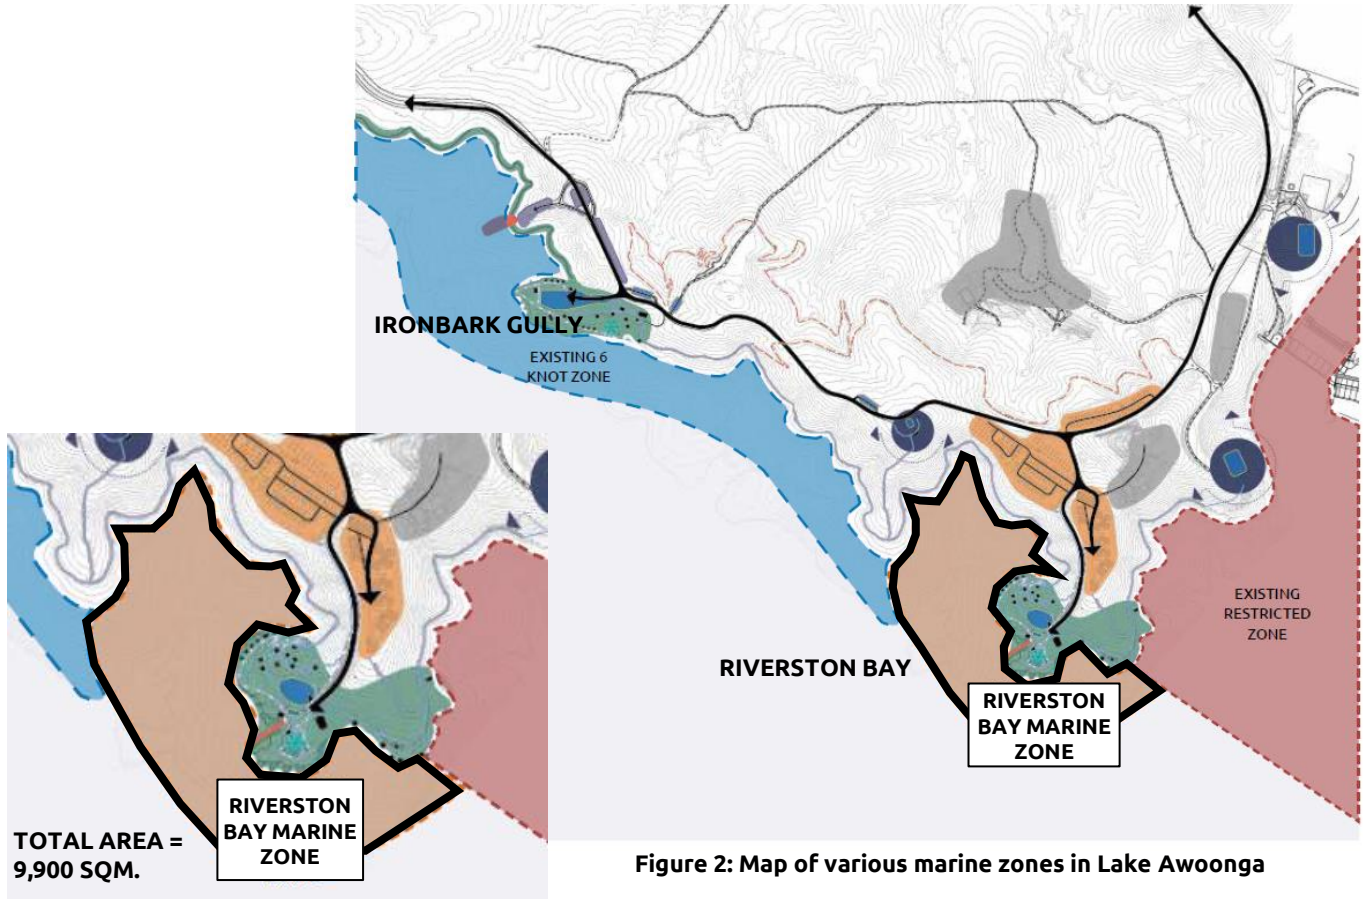 IRONBARK GULLY
EXISTING 6
KNOT ZONE
EXISTING
RESTRICTED
ZONE
RIVERSTON BAY
RIVERSTON
BAY MARINE
ZONE
RIVERSTON
BAY MARINE
ZONE
TOTAL AREA =
9,900 SQM.
Figure 2: Map of various marine zones in Lake Awoonga